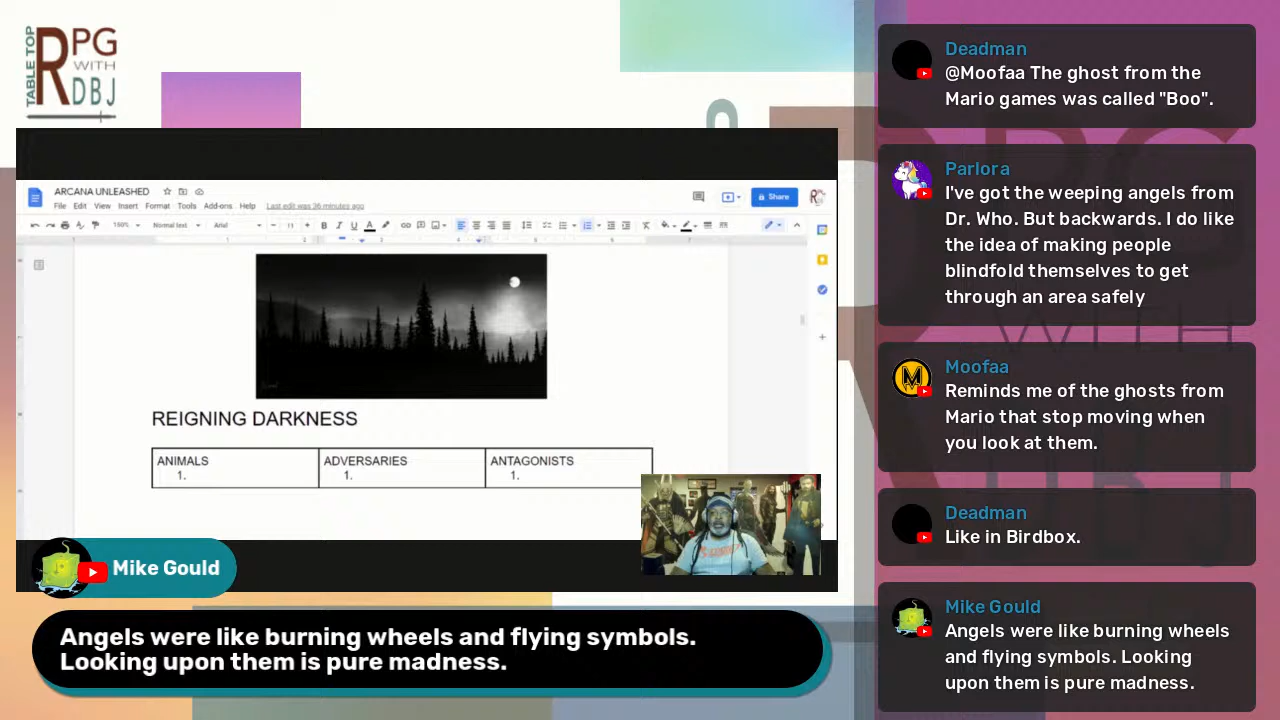 TABLE TOP
RPG
WITH
RDBJ
ARCANA UNLEASHED
File Edit View Insert Format Tools Add-ons Help Last edit was 36 minutes ago
Share
100% Normal text Arial 11
REIGNING DARKNESS
ANIMALS ADVERSARIES ANTAGONISTS
1. 1. 1.
Mike Gould
Angels were like burning wheels and flying symbols.
Looking upon them is pure madness.
Deadman
@Moofaa The ghost from the
Mario games was called "Boo".
Parlora
I've got the weeping angels from
Dr. Who. But backwards. I do like
the idea of making people
blindfold themselves to get
through an area safely
Moofaa
Reminds me of the ghosts from
Mario that stop moving when
you look at them.
Deadman
Like in Birdbox.
Mike Gould
Angels were like burning wheels
and flying symbols. Looking
upon them is pure madness.